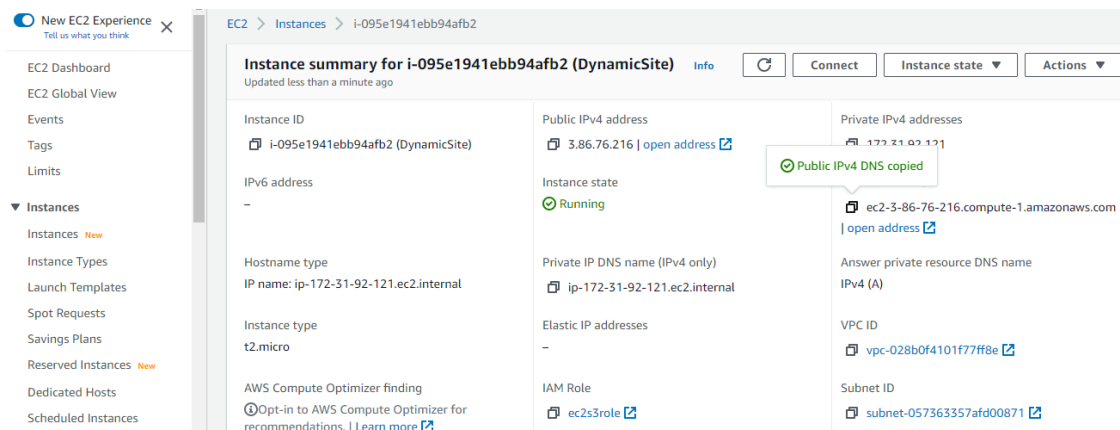 New EC2 Experience
Tell us what you think
EC2 Dashboard
EC2 Global View
Events
Tags
Limits
Instances
Instances New
Instance Types
Launch Templates
Spot Requests
Savings Plans
Reserved Instances New
Dedicated Hosts
Scheduled Instances
EC2 > Instances > i-095e1941ebb94afb2
Instance summary for i-095e1941ebb94afb2 (DynamicSite) Info
Updated less than a minute ago
Connect
Instance state
Actions
Instance ID
i-095e1941ebb94afb2 (DynamicSite)
Public IPv4 address
3.86.76.216 | open address
Private IPv4 addresses
172.31.92.121
Public IPv4 DNS copied
IPv6 address
–
Instance state
Running
ec2-3-86-76-216.compute-1.amazonaws.com
| open address
Hostname type
IP name: ip-172-31-92-121.ec2.internal
Private IP DNS name (IPv4 only)
ip-172-31-92-121.ec2.internal
Answer private resource DNS name
IPv4 (A)
Instance type
t2.micro
Elastic IP addresses
–
VPC ID
vpc-028b0f4101f77ff8e
AWS Compute Optimizer finding
Opt-in to AWS Compute Optimizer for
recommendations. | Learn more
IAM Role
ec2s3role
Subnet ID
subnet-057363357afd00871